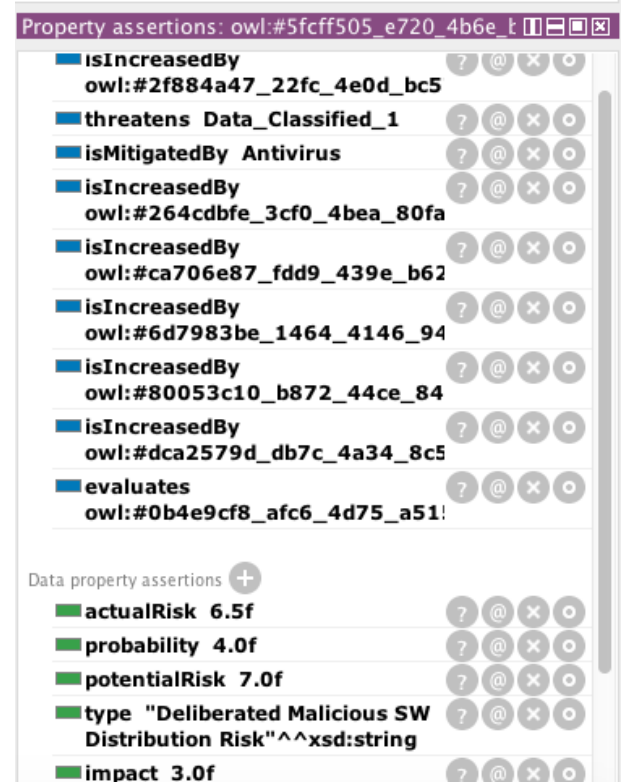 Property assertions: owl:#5fcff505_e720_4b6e_b
isIncreasedBy
owl:#2f884a47_22fc_4e0d_bc5
threatens Data_Classified_1
isMitigatedBy Antivirus
isIncreasedBy
owl:#264cdbfe_3cf0_4bea_80fa
isIncreasedBy
owl:#ca706e87_fdd9_439e_b62
isIncreasedBy
owl:#6d7983be_1464_4146_94
isIncreasedBy
owl:#80053c10_b872_44ce_84
isIncreasedBy
owl:#dca2579d_db7c_4a34_8c5
evaluates
owl:#0b4e9cf8_afc6_4d75_a51
Data property assertions
actualRisk 6.5f
probability 4.0f
potentialRisk 7.0f
type "Deliberated Malicious SW
Distribution Risk"^^xsd:string
impact 3.0f